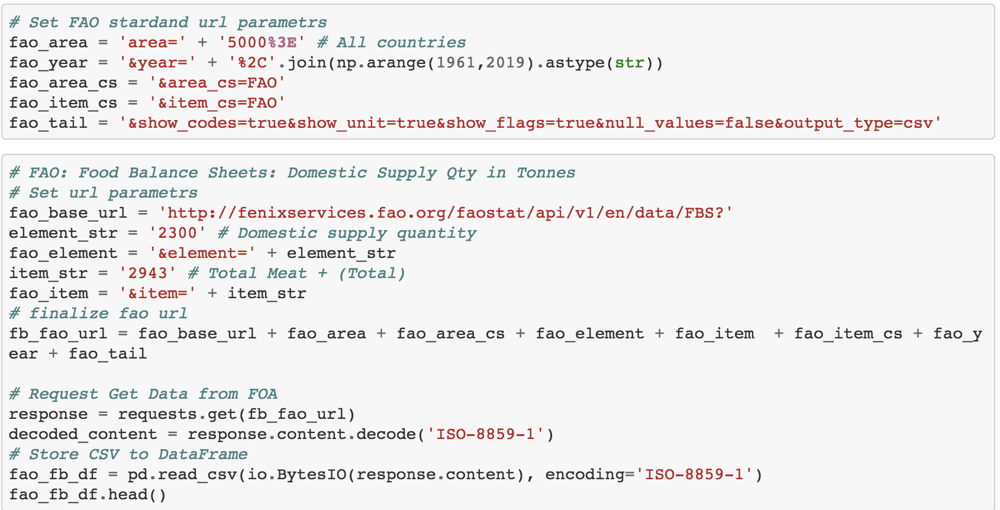 # Set FAO stardand url parametrs
fao_area = 'area=' + '5000%3E' # All countries
fao_year = '&year=' + '%2C'.join(np.arange(1961,2019).astype(str))
fao_area_cs = '&area_cs=FAO'
fao_item_cs = '&item_cs=FAO'
fao_tail = '&show_codes=true&show_unit=true&show_flags=true&null_values=false&output_type=csv'
# FAO: Food Balance Sheets: Domestic Supply Qty in Tonnes
# Set url parametrs
fao_base_url = 'http://fenixservices.fao.org/faostat/api/v1/en/data/FBS?'
element_str = '2300' # Domestic supply quantity
fao_element = '&element=' + element_str
item_str = '2943' # Total Meat + (Total)
fao_item = '&item=' + item_str
# finalize fao url
fb_fao_url = fao_base_url + fao_area + fao_area_cs + fao_element + fao_item  + fao_item_cs + fao_y
ear + fao_tail
# Request Get Data from FOA
response = requests.get(fb_fao_url)
decoded_content = response.content.decode('ISO-8859-1')
# Store CSV to DataFrame
fao_fb_df = pd.read_csv(io.BytesIO(response.content), encoding='ISO-8859-1')
fao_fb_df.head()